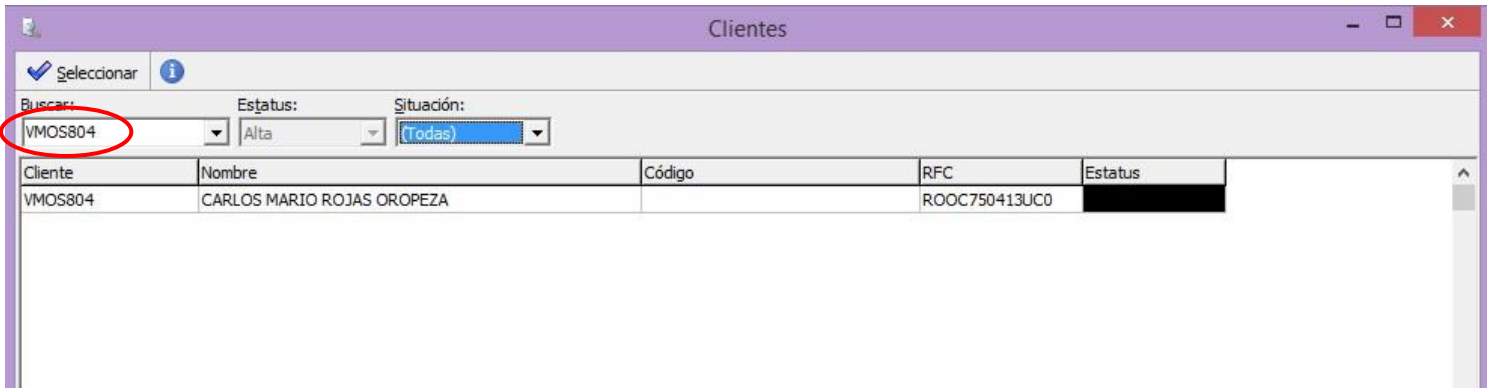 Clientes
Seleccionar
Buscar: Estatus: Situación:
VMOS804 Alta (Todas)
Cliente Nombre Código RFC Estatus
VMOS804 CARLOS MARIO ROJAS OROPEZA ROOC750413UC0